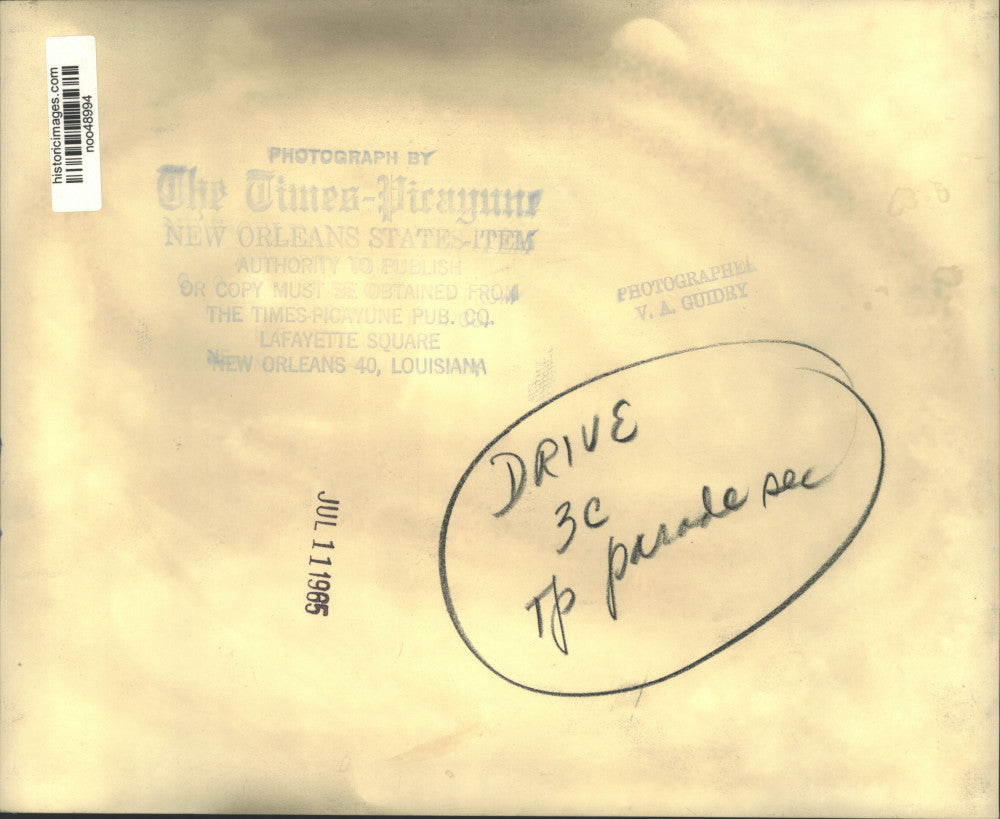 historicimages.com
noo48994
PHOTOGRAPH BY
The Times-Picayune
NEW ORLEANS STATES-ITEM
AUTHORITY TO PUBLISH
OR COPY MUST BE OBTAINED FROM
THE TIMES-PICAYUNE PUB. CO.
LAFAYETTE SQUARE
NEW ORLEANS 40, LOUISIANA
PHOTOGRAPHER
V. A. GUIDRY
DRIVE
3C
TP parade sec
JUL 11 1965